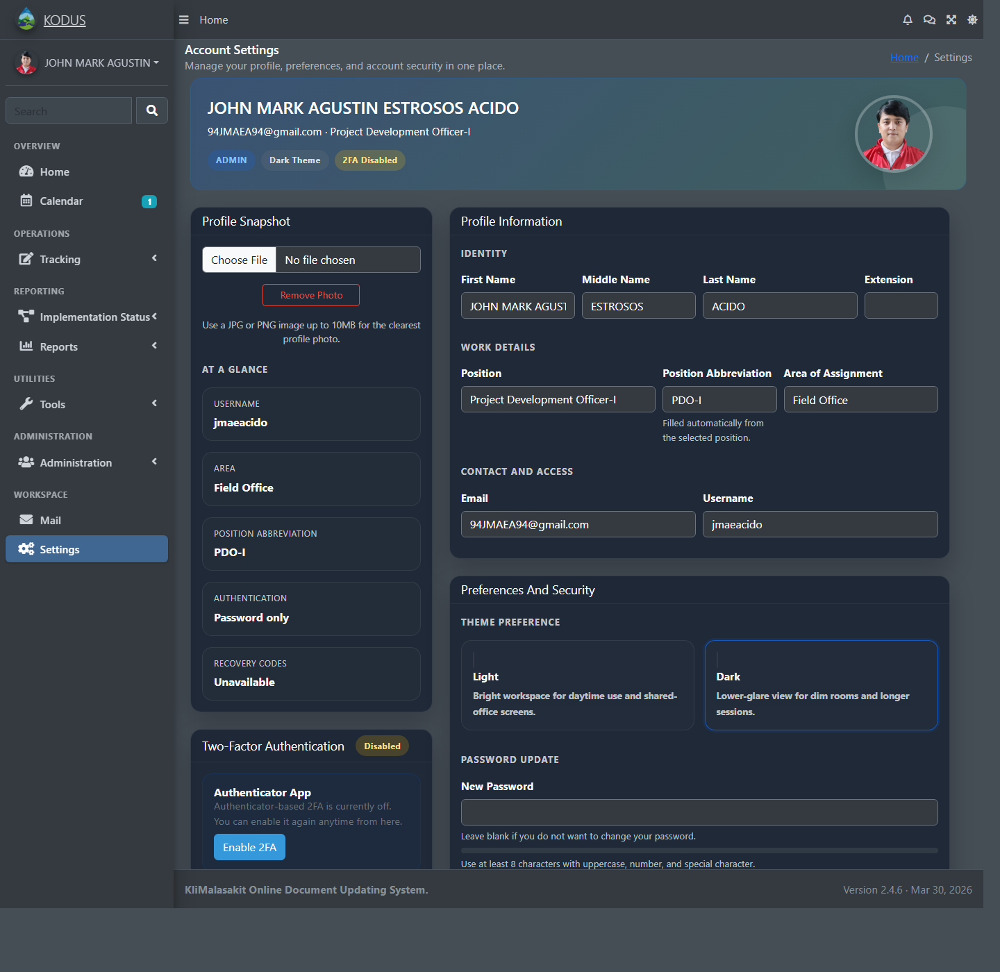 KODUS
Home
JOHN MARK AGUSTIN
Search
OVERVIEW
Home
Calendar
1
OPERATIONS
Tracking
REPORTING
Implementation Status
Reports
UTILITIES
Tools
ADMINISTRATION
Administration
WORKSPACE
Mail
Settings
Account Settings
Manage your profile, preferences, and account security in one place.
Home / Settings
JOHN MARK AGUSTIN ESTROSOS ACIDO
94JMAEA94@gmail.com · Project Development Officer-I
ADMIN
Dark Theme
2FA Disabled
Profile Snapshot
Choose File
No file chosen
Remove Photo
Use a JPG or PNG image up to 10MB for the clearest
profile photo.
AT A GLANCE
USERNAME
jmaeacido
AREA
Field Office
POSITION ABBREVIATION
PDO-I
AUTHENTICATION
Password only
RECOVERY CODES
Unavailable
Two-Factor Authentication
Disabled
Authenticator App
Authenticator-based 2FA is currently off.
You can enable it again anytime from here.
Enable 2FA
Profile Information
IDENTITY
First Name
Middle Name
Last Name
Extension
JOHN MARK AGUST
ESTROSOS
ACIDO
WORK DETAILS
Position
Position Abbreviation
Area of Assignment
Project Development Officer-I
PDO-I
Field Office
Filled automatically from
the selected position.
CONTACT AND ACCESS
Email
Username
94JMAEA94@gmail.com
jmaeacido
Preferences And Security
THEME PREFERENCE
Light
Bright workspace for daytime use and shared-
office screens.
Dark
Lower-glare view for dim rooms and longer
sessions.
PASSWORD UPDATE
New Password
Leave blank if you do not want to change your password.
Use at least 8 characters with uppercase, number, and special character.
KliMalasakit Online Document Updating System.
Version 2.4.6 · Mar 30, 2026